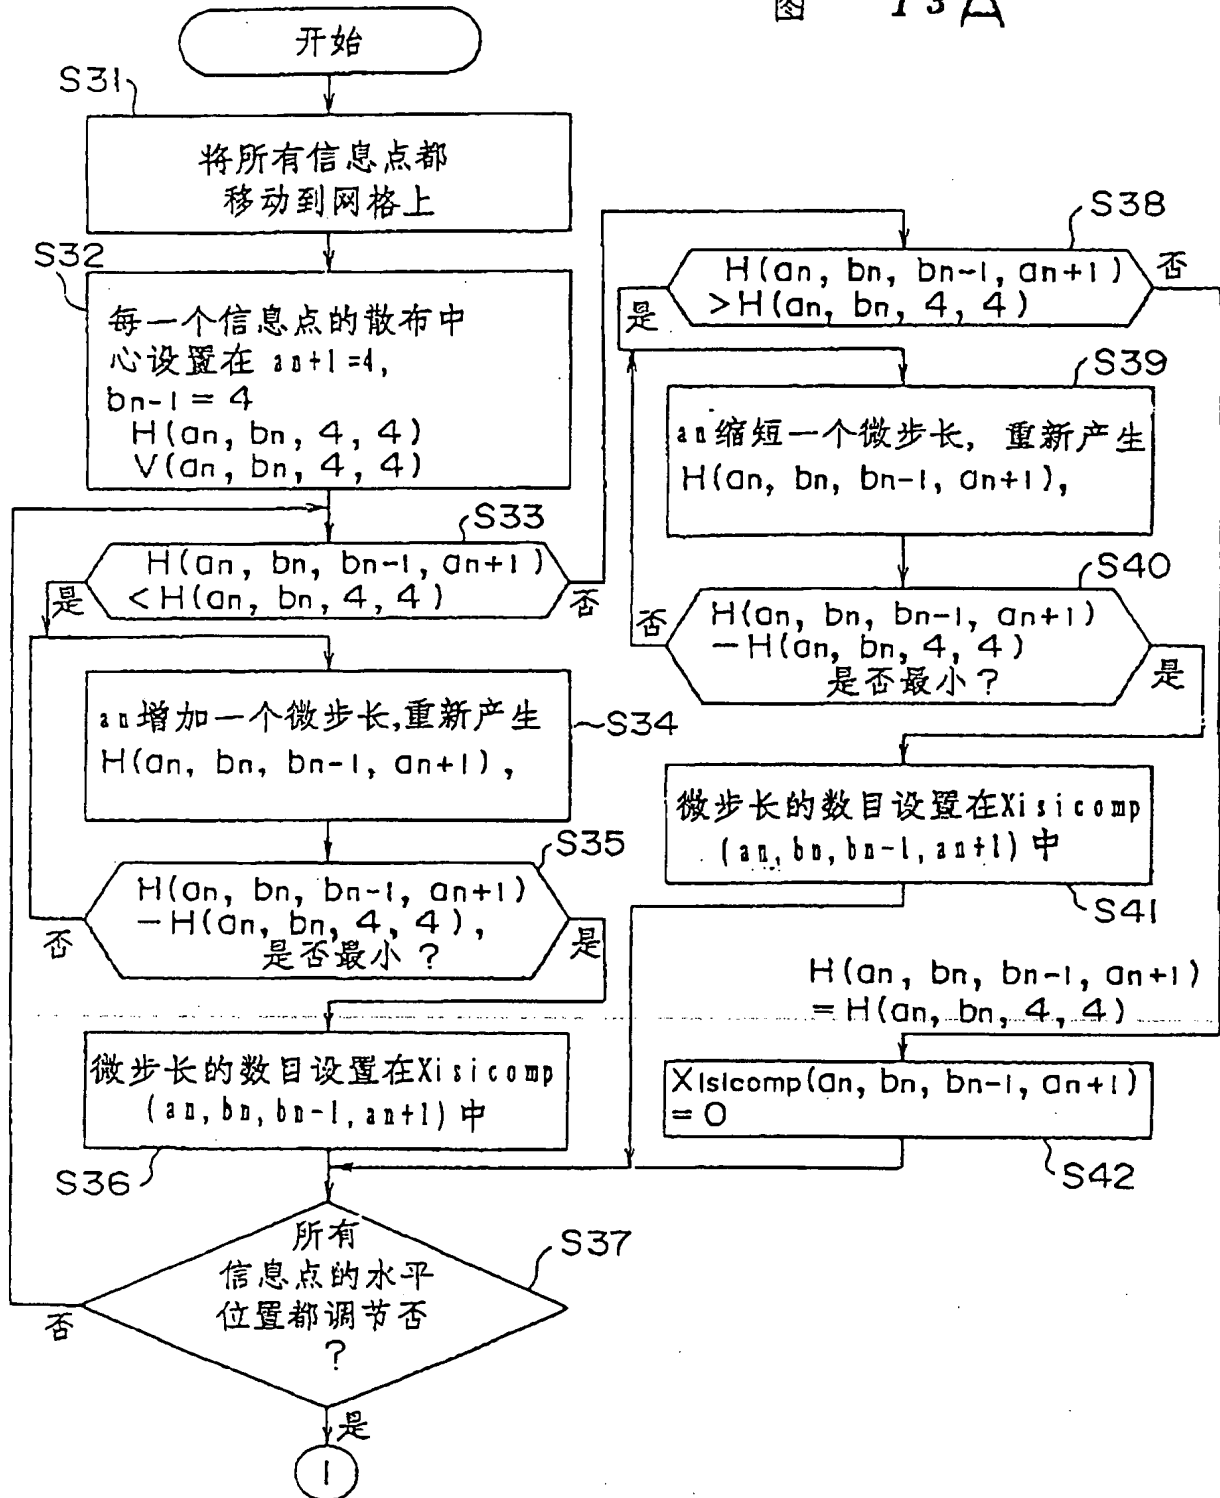 图 13A
开始
S31
将所有信息点都
移动到网格上
S32
每一个信息点的散布中
心设置在 an+1=4,
bn-1=4
H(an, bn, 4, 4)
V(an, bn, 4, 4)
S33
H(an, bn, bn-1, an+1)
<H(an, bn, 4, 4)
是
否
an增加一个微步长,重新产生
H(an, bn, bn-1, an+1),
S34
S35
H(an, bn, bn-1, an+1)
-H(an, bn, 4, 4),
是否最小?
否
是
微步长的数目设置在Xisicomp
(an,bn,bn-1,an+1)中
S36
所有
信息点的水平
位置都调节否
?
S37
否
是
1
S38
H(an, bn, bn-1, an+1)
>H(an, bn, 4, 4)
是
否
S39
an缩短一个微步长, 重新产生
H(an, bn, bn-1, an+1),
S40
H(an, bn, bn-1, an+1)
-H(an, bn, 4, 4)
是否最小?
否
是
微步长的数目设置在Xisicomp
(an,bn,bn-1,an+1)中
S41
H(an, bn, bn-1, an+1)
=H(an, bn, 4, 4)
Xisicomp(an, bn, bn-1, an+1)
=0
S42